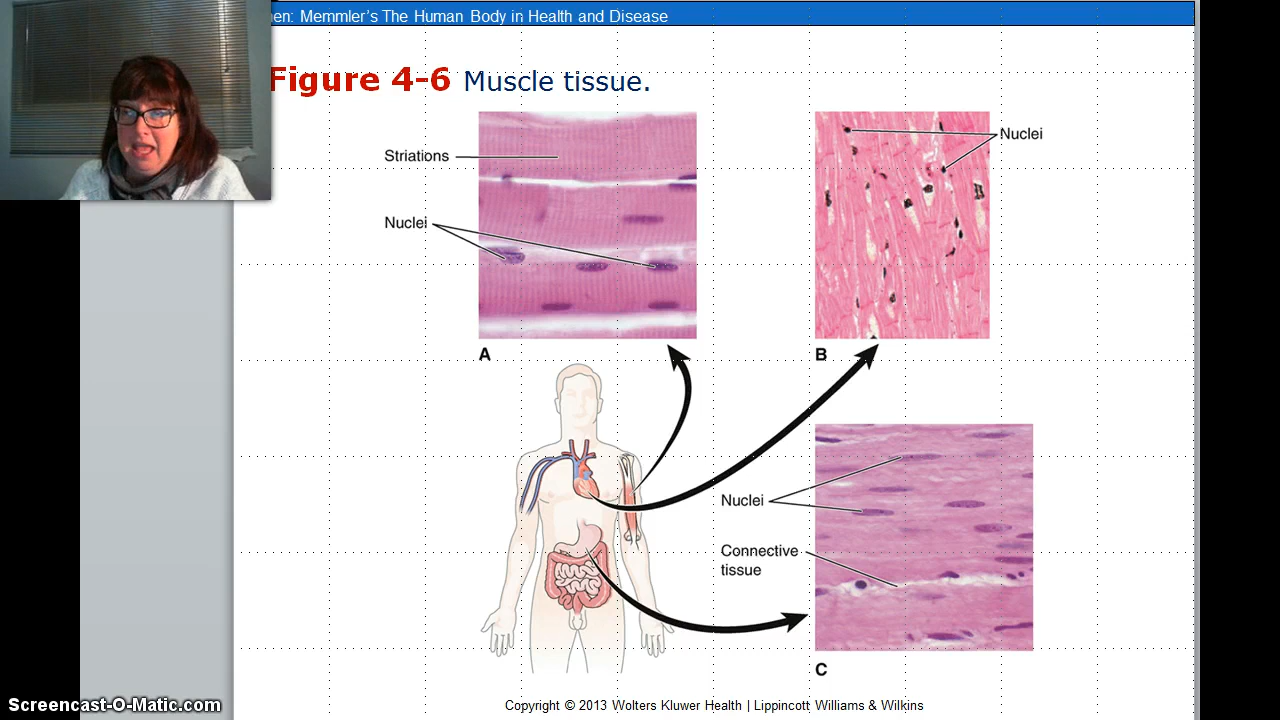 en: Memmler's The Human Body in Health and Disease
Figure 4-6 Muscle tissue.
Striations
Nuclei
A
Nuclei
B
Nuclei
Connective
tissue
C
Screencast-O-Matic.com
Copyright © 2013 Wolters Kluwer Health | Lippincott Williams & Wilkins